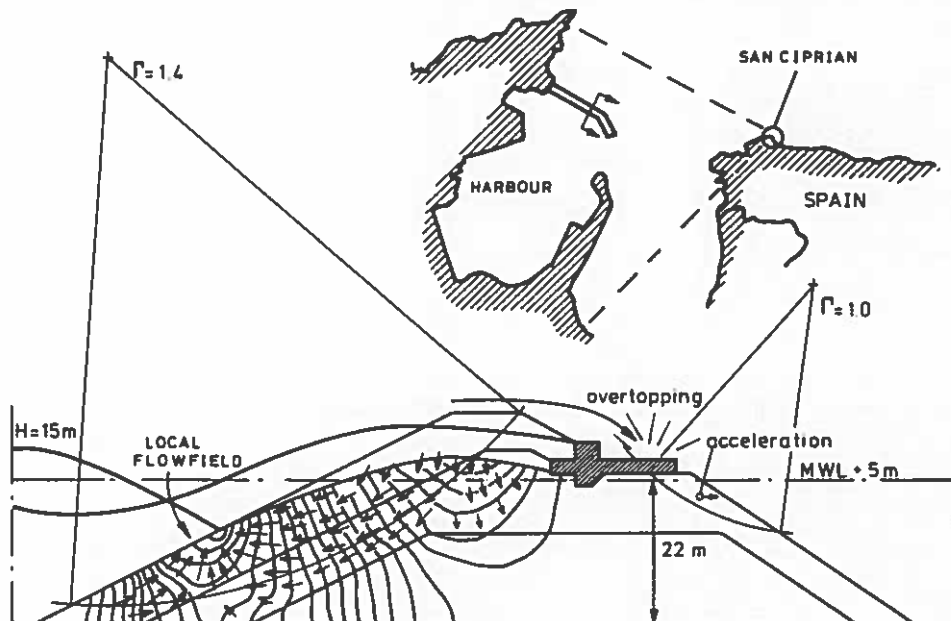 Γ=1.4
SAN CIPRIAN
HARBOUR
SPAIN
Γ=1.0
overtopping
H=15m
LOCAL
FLOWFIELD
acceleration
MWL + 5m
22 m